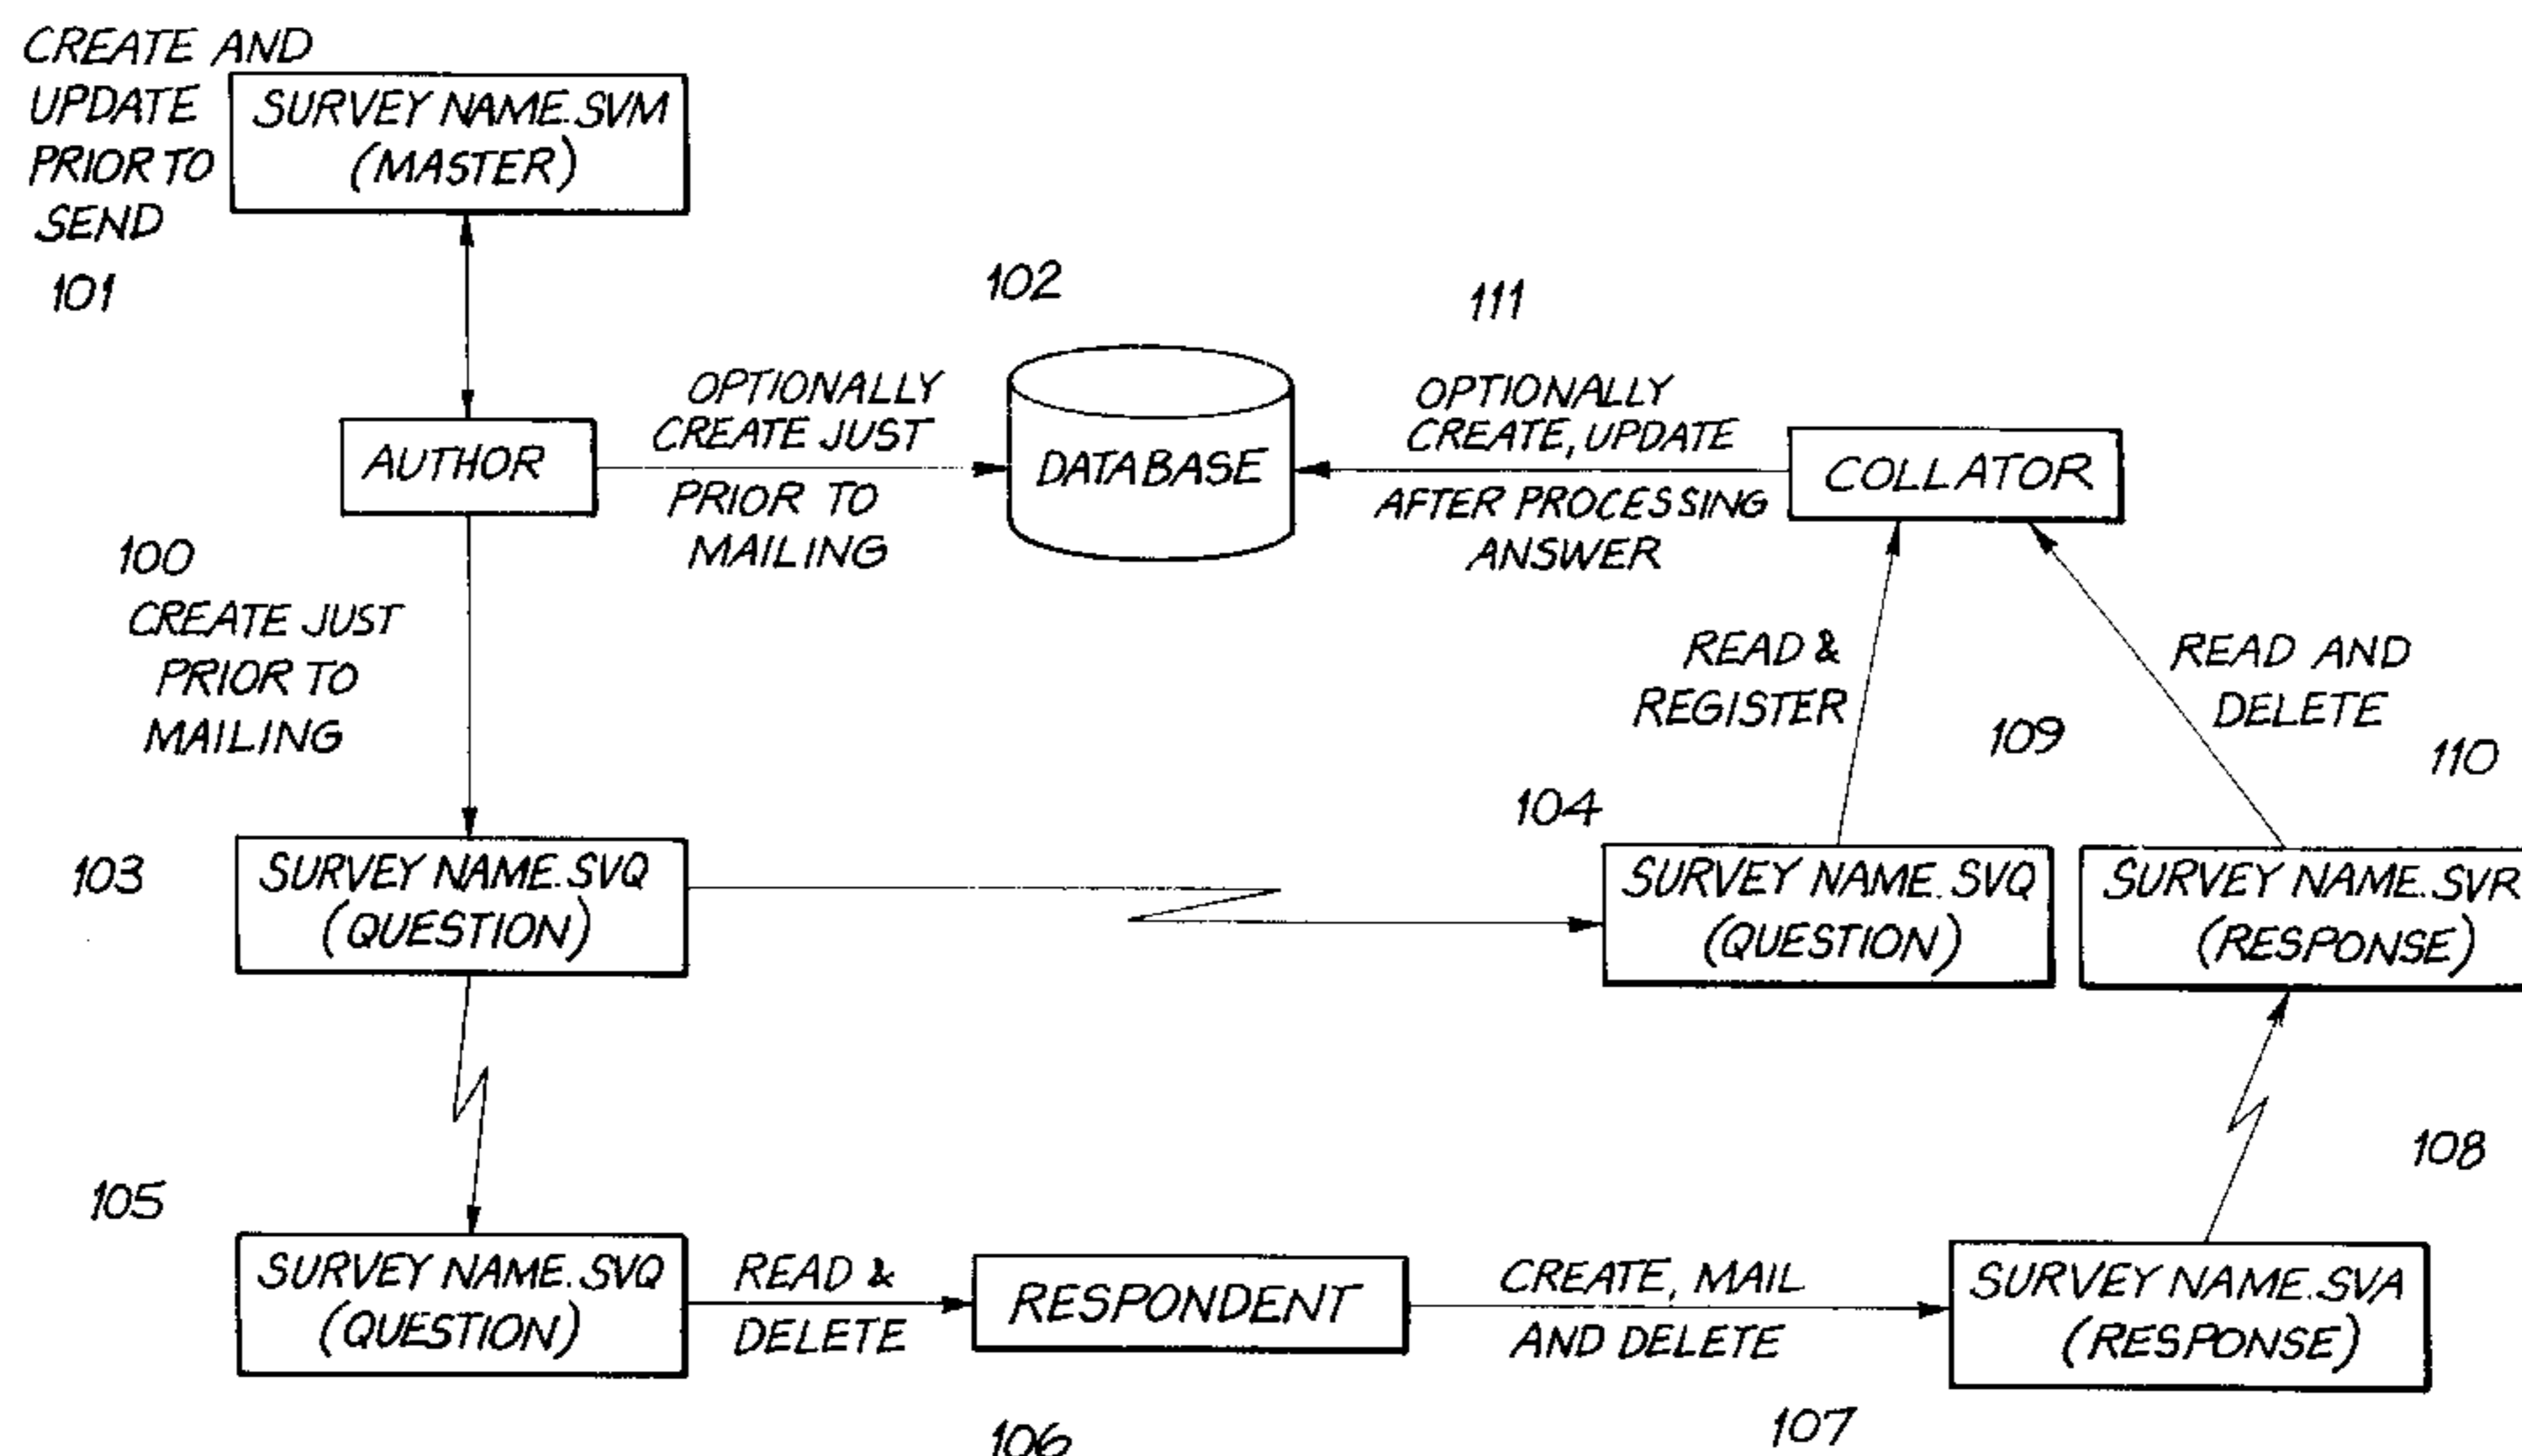 CREATE AND
UPDATE
PRIOR TO
SEND
101
SURVEY NAME.SVM
(MASTER)
102
111
AUTHOR
OPTIONALLY
CREATE JUST
PRIOR TO
MAILING
DATABASE
OPTIONALLY
CREATE, UPDATE
AFTER PROCESSING
ANSWER
COLLATOR
100
CREATE JUST
PRIOR TO
MAILING
READ &
REGISTER
109
READ AND
DELETE
110
103
SURVEY NAME.SVQ
(QUESTION)
104
SURVEY NAME.SVQ
(QUESTION)
SURVEY NAME.SVR
(RESPONSE)
108
105
SURVEY NAME.SVQ
(QUESTION)
READ &
DELETE
RESPONDENT
106
CREATE, MAIL
AND DELETE
107
SURVEY NAME.SVA
(RESPONSE)